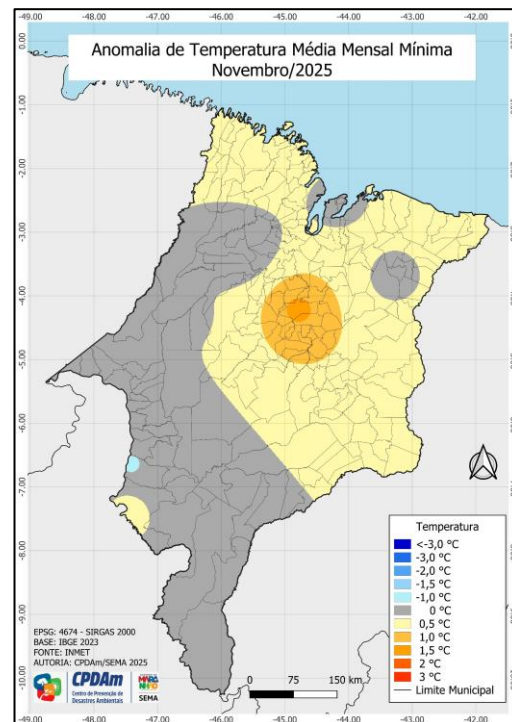 Anomalia de Temperatura Média Mensal Mínima
Novembro/2025
-48.00 -47.00 -46.00 -45.00 -44.00 -43.00 -42.00
0.00
-1.00
-2.00
-3.00
-4.00
-5.00
-6.00
-7.00
-8.00
-9.00
-10.00
Temperatura
<-3,0 °C
-3,0 °C
-2,0 °C
-1,5 °C
-1,0 °C
0 °C
0,5 °C
1,0 °C
1,5 °C
2 °C
3 °C
Limite Municipal
EPSG: 4674 - SIRGAS 2000
BASE: IBGE 2023
FONTE: INMET
AUTORIA: CPDAm/SEMA 2025
CPDAm
Centro de Prevenção de
Desastres Ambientais
SEMA
0 75 150 km